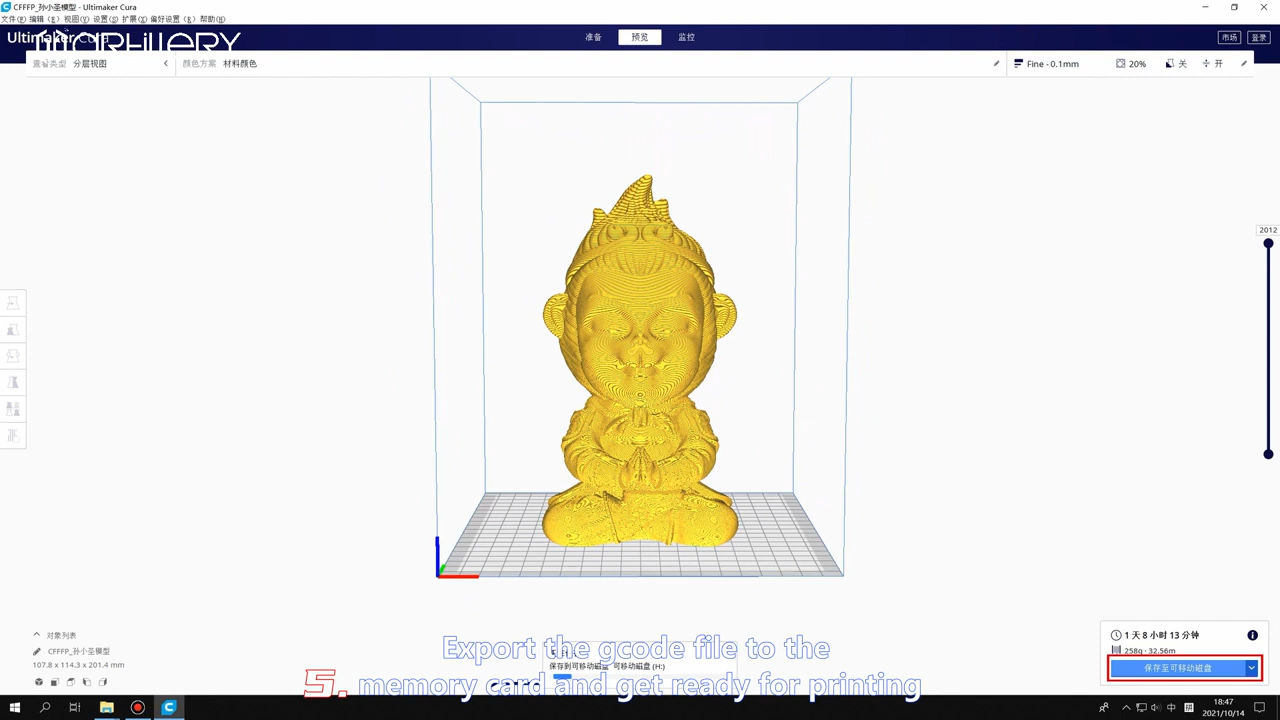 CFFFP_孙小圣模型 - Ultimaker Cura
文件(F) 编辑(E) 视图(V) 设置(S) 扩展(X) 偏好设置(R) 帮助(H)
Ultimaker Cura
ARTILLERY
准备
预览
监控
市场
登录
查看类型 分层视图
颜色方案 材料颜色
Fine - 0.1mm
20%
关
开
2012
对象列表
CFFFP_孙小圣模型
107.8 x 114.3 x 201.4 mm
1 天 8 小时 13 分钟
258g · 32.56m
保存至可移动磁盘
保存到可移动磁盘 可移动磁盘 (H:)
Export the gcode file to the
5. memory card and get ready for printing
中
18:47
2021/10/14